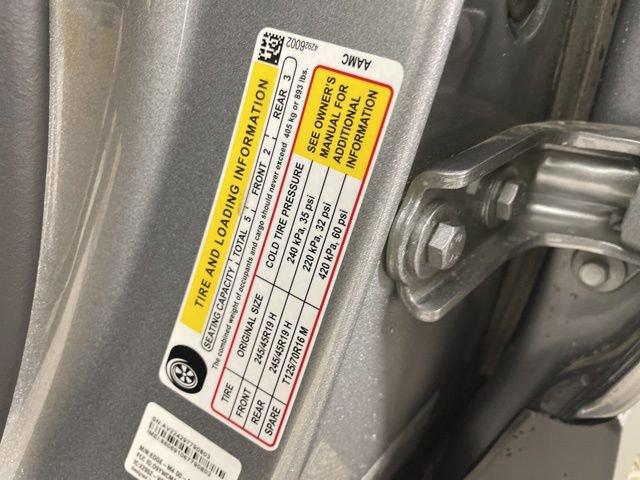 42926002
AAMC
TIRE AND LOADING INFORMATION
SEATING CAPACITY TOTAL 5 FRONT 2 REAR 3
The combined weight of occupants and cargo should never exceed 405 kg or 893 lbs.
TIRE ORIGINAL SIZE COLD TIRE PRESSURE
FRONT 245/45R19 H 240 kPa, 35 psi
REAR 245/45R19 H 220 kPa, 32 psi
SPARE T125/70R16 M 420 kPa, 60 psi
SEE OWNER'S
MANUAL FOR
ADDITIONAL
INFORMATION